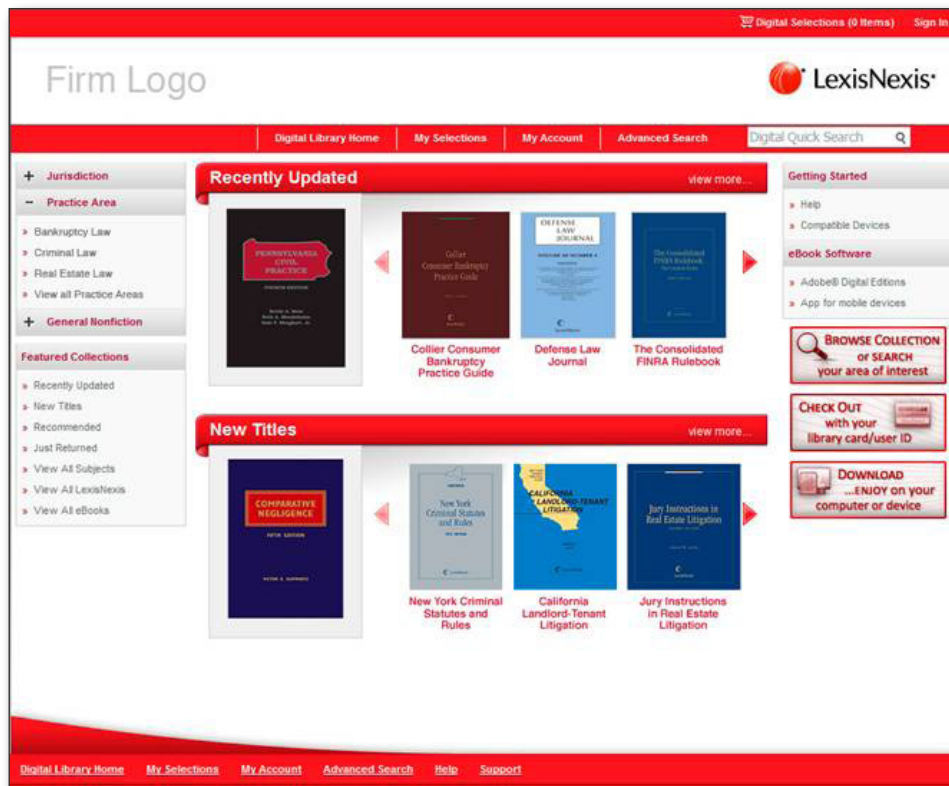 Digital Selections (0 Items) Sign In
Firm Logo
LexisNexis
Digital Library Home My Selections My Account Advanced Search Digital Quick Search
+ Jurisdiction
- Practice Area
» Bankruptcy Law
» Criminal Law
» Real Estate Law
» View all Practice Areas
+ General Nonfiction
Featured Collections
» Recently Updated
» New Titles
» Recommended
» Just Returned
» View All Subjects
» View All LexisNexis
» View All eBooks
Recently Updated view more...
PENNSYLVANIA
CIVIL
PRACTICE
FOURTH EDITION
Collier
Consumer Bankruptcy
Practice Guide
DEFENSE
LAW
JOURNAL
The Consolidated
FINRA Rulebook
Collier Consumer
Bankruptcy
Practice Guide
Defense Law
Journal
The Consolidated
FINRA Rulebook
New Titles view more...
COMPARATIVE
NEGLIGENCE
FIFTH EDITION
New York
Criminal Statutes
and Rules
CALIFORNIA
LANDLORD-TENANT
LITIGATION
Jury Instructions in
Real Estate Litigation
New York Criminal
Statutes and
Rules
California
Landlord-Tenant
Litigation
Jury Instructions
in Real Estate
Litigation
Getting Started
» Help
» Compatible Devices
eBook Software
» Adobe® Digital Editions
» App for mobile devices
BROWSE COLLECTION
OR SEARCH
your area of interest
CHECK OUT
with your
library card/user ID
DOWNLOAD
...ENJOY on your
computer or device
Digital Library Home My Selections My Account Advanced Search Help Support